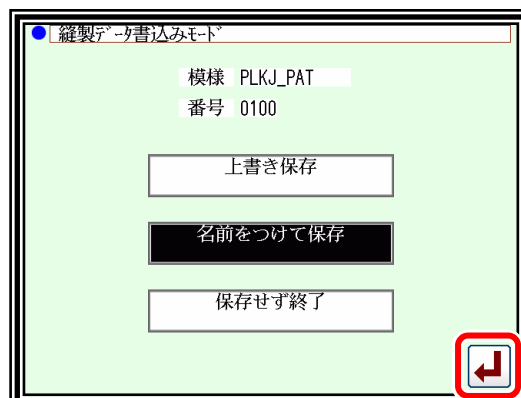 縫製ﾃﾞｰﾀ書込みﾓｰﾄﾞ
模様 PLKJ_PAT
番号 0100
上書き保存
名前をつけて保存
保存せず終了